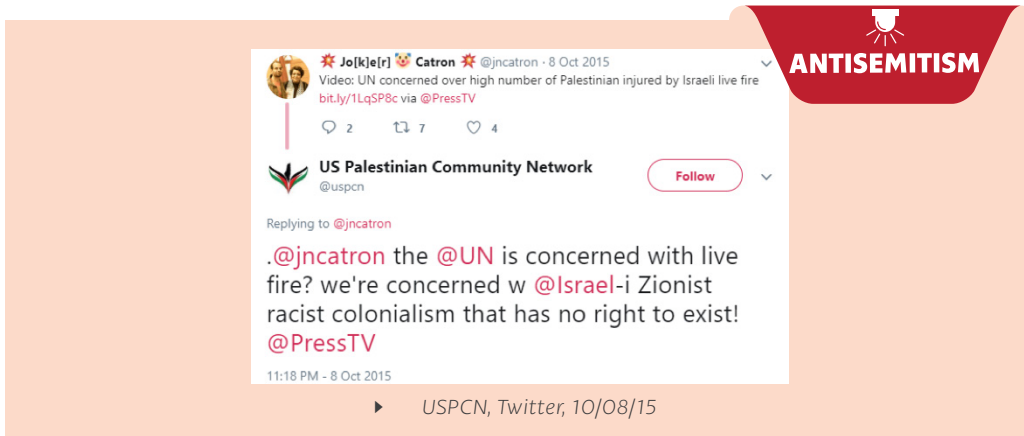 ANTISEMITISM
Jo[k]e[r] Catron @jncatron · 8 Oct 2015
Video: UN concerned over high number of Palestinian injured by Israeli live fire
bit.ly/1LqSP8c via @PressTV
2 7 4
US Palestinian Community Network
@uspcn
Follow
Replying to @jncatron
.@jncatron the @UN is concerned with live
fire? we're concerned w @Israel-i Zionist
racist colonialism that has no right to exist!
@PressTV
11:18 PM - 8 Oct 2015
USPCN, Twitter, 10/08/15